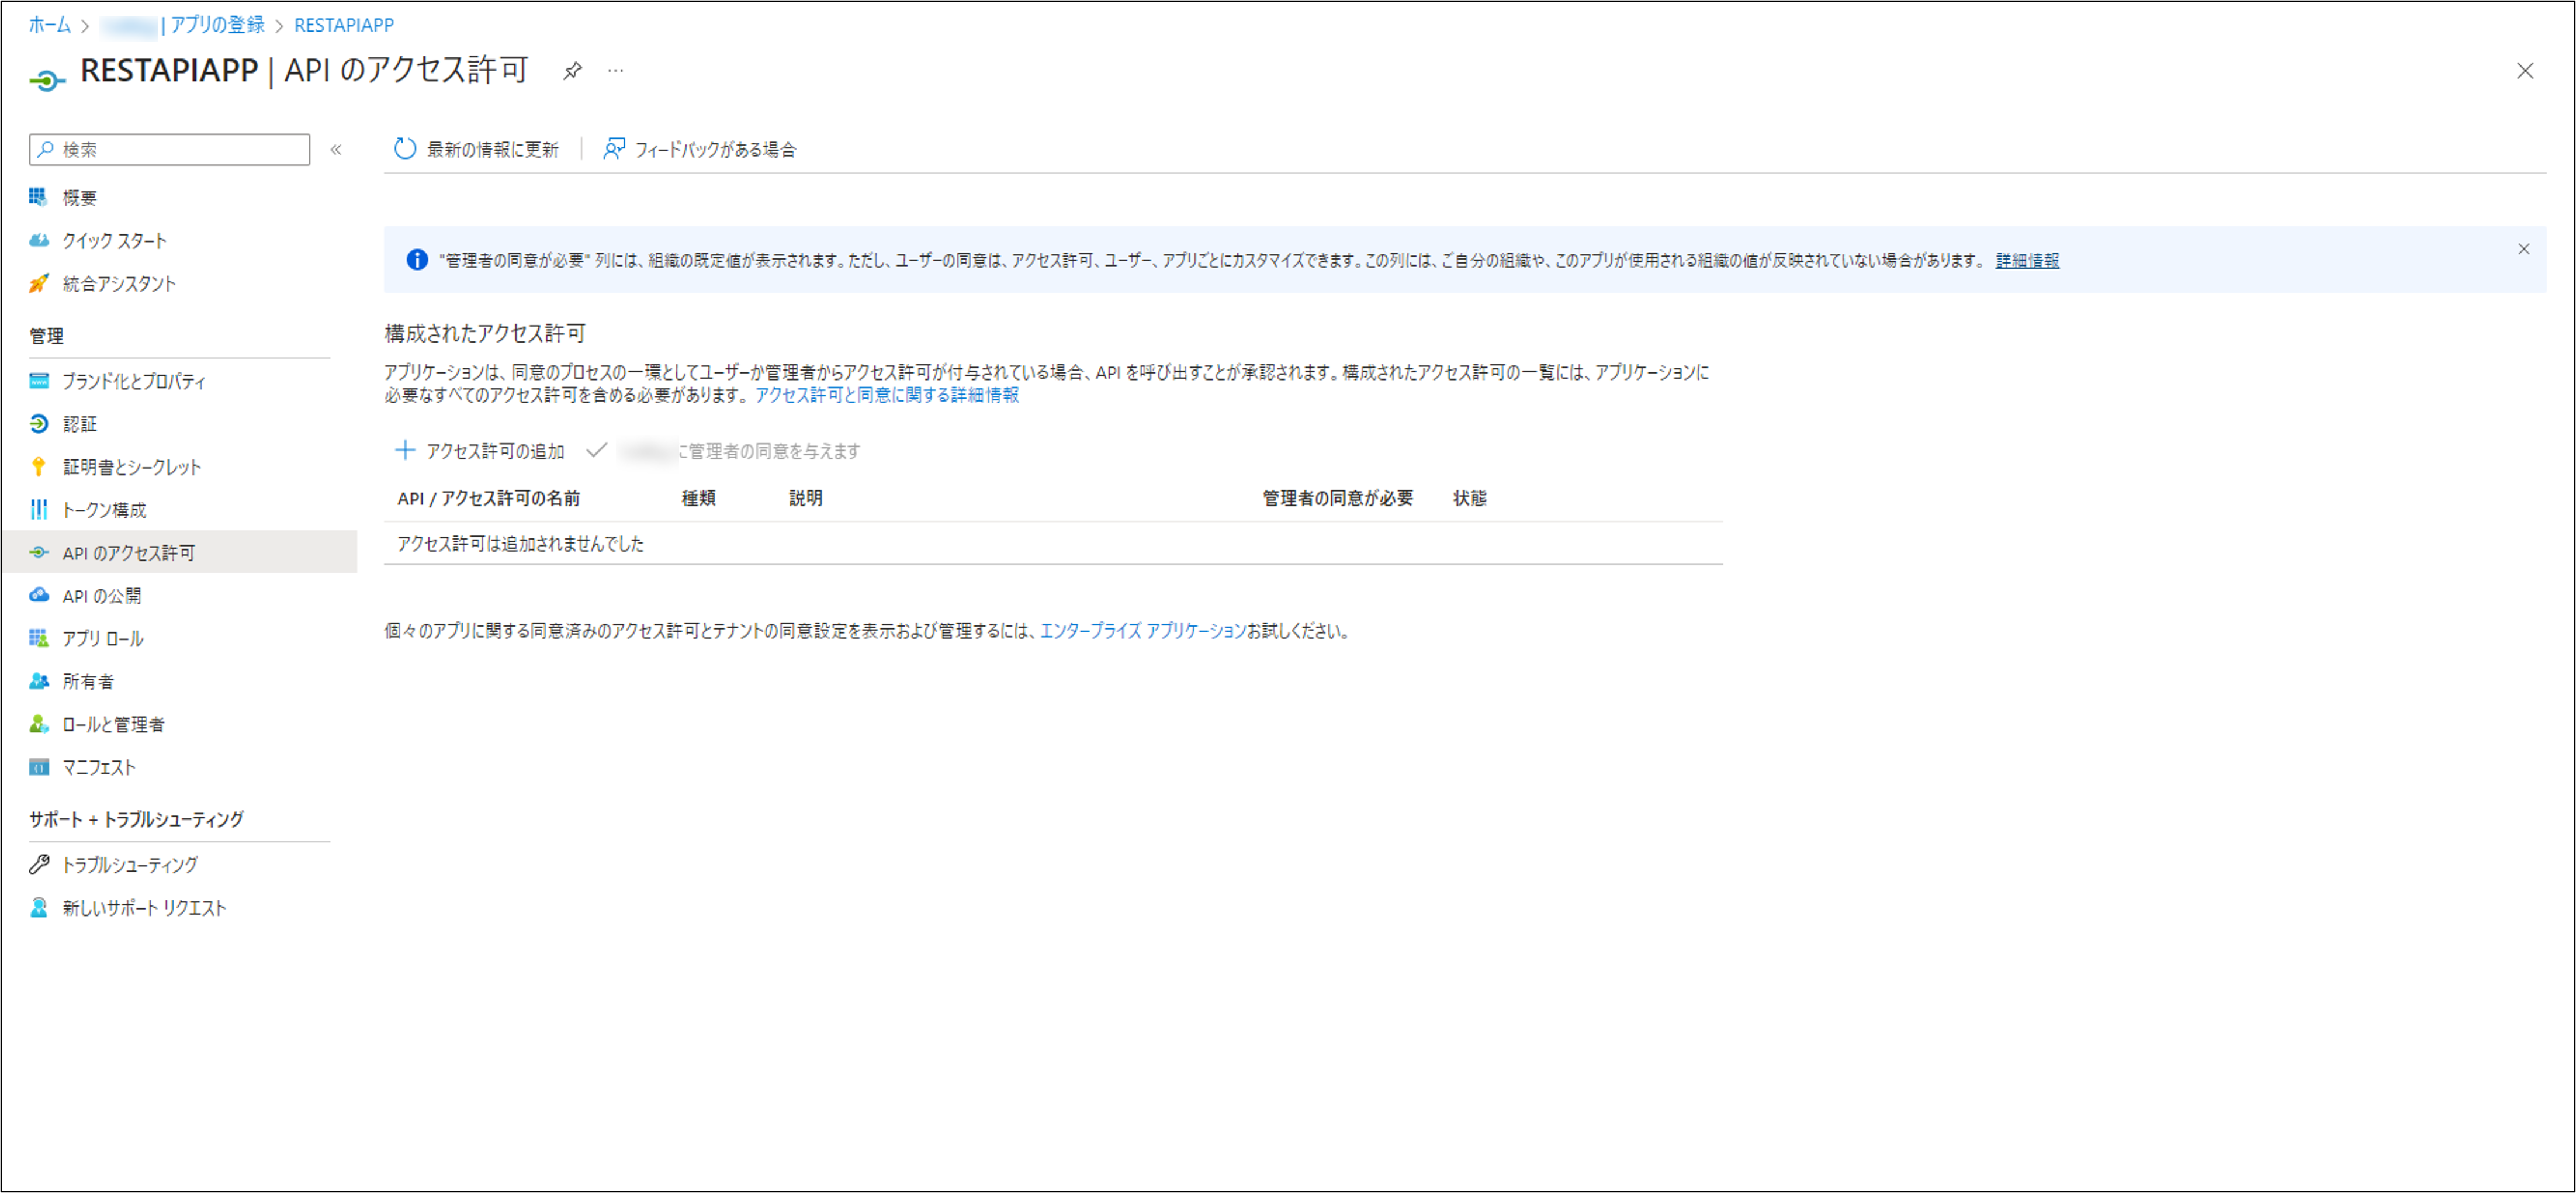 ホーム > | アプリの登録 > RESTAPIAPP
RESTAPIAPP | API のアクセス許可
検索
最新の情報に更新
フィードバックがある場合
概要
クイック スタート
統合アシスタント
管理
ブランド化とプロパティ
認証
証明書とシークレット
トークン構成
API のアクセス許可
API の公開
アプリ ロール
所有者
ロールと管理者
マニフェスト
サポート + トラブルシューティング
トラブルシューティング
新しいサポート リクエスト
"管理者の同意が必要" 列には、組織の既定値が表示されます。ただし、ユーザーの同意は、アクセス許可、ユーザー、アプリごとにカスタマイズできます。この列には、ご自分の組織や、このアプリが使用される組織の値が反映されていない場合があります。 詳細情報
構成されたアクセス許可
アプリケーションは、同意のプロセスの一環としてユーザーか管理者からアクセス許可が付与されている場合、API を呼び出すことが承認されます。構成されたアクセス許可の一覧には、アプリケーションに
必要なすべてのアクセス許可を含める必要があります。 アクセス許可と同意に関する詳細情報
アクセス許可の追加 に管理者の同意を与えます
API / アクセス許可の名前 種類 説明 管理者の同意が必要 状態
アクセス許可は追加されませんでした
個々のアプリに関する同意済みのアクセス許可とテナントの同意設定を表示および管理するには、エンタープライズ アプリケーションお試しください。